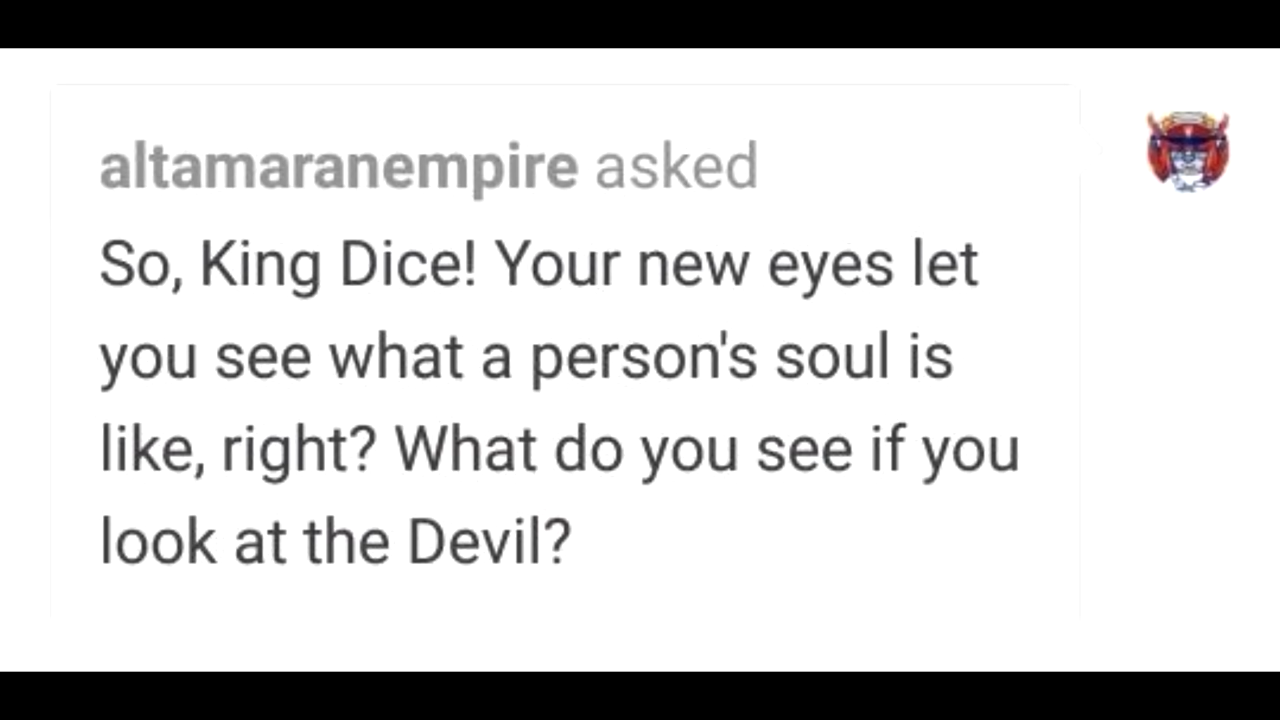 altamaranempire asked
So, King Dice! Your new eyes let
you see what a person's soul is
like, right? What do you see if you
look at the Devil?